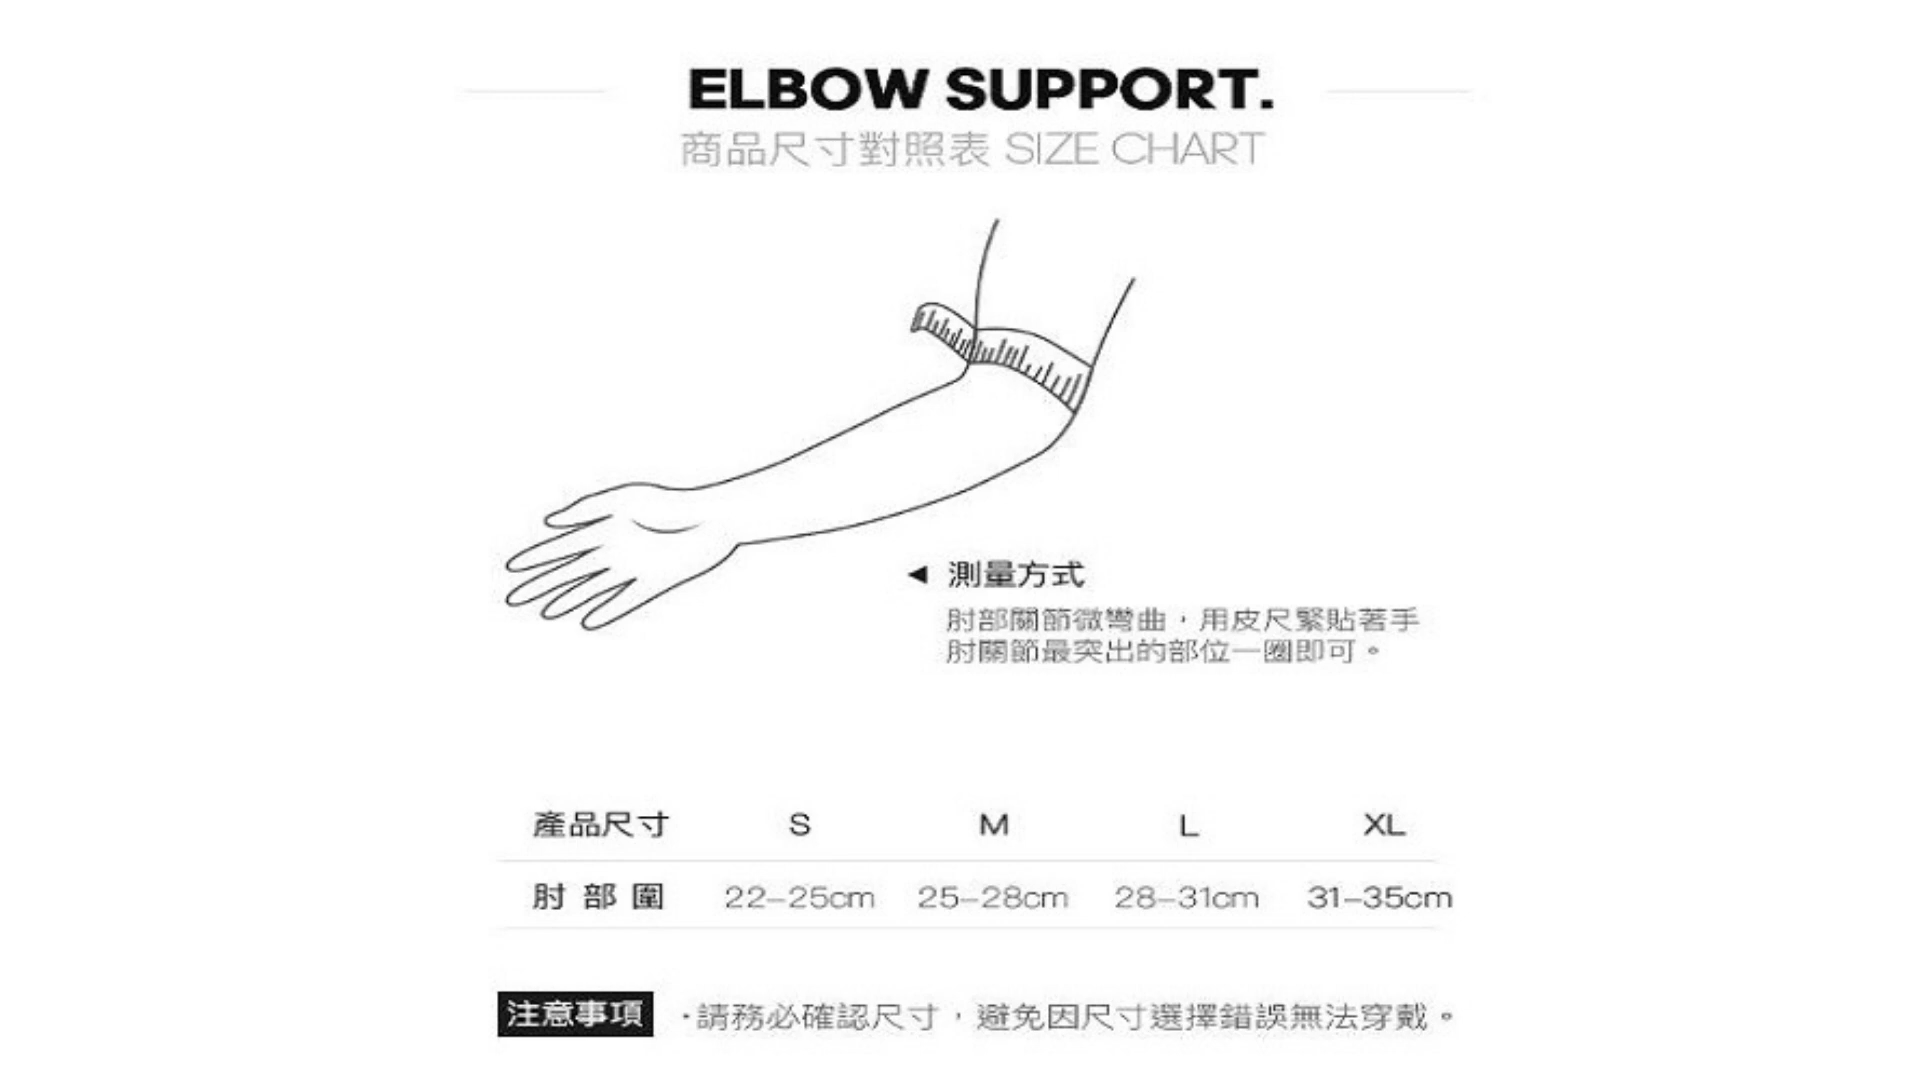 ELBOW SUPPORT.
商品尺寸對照表 SIZE CHART
◀ 測量方式
肘部關節微彎曲，用皮尺緊貼著手
肘關節最突出的部位一圈即可。
產品尺寸 S M L XL
肘部圍 22-25cm 25-28cm 28-31cm 31-35cm
注意事項 ·請務必確認尺寸，避免因尺寸選擇錯誤無法穿戴。